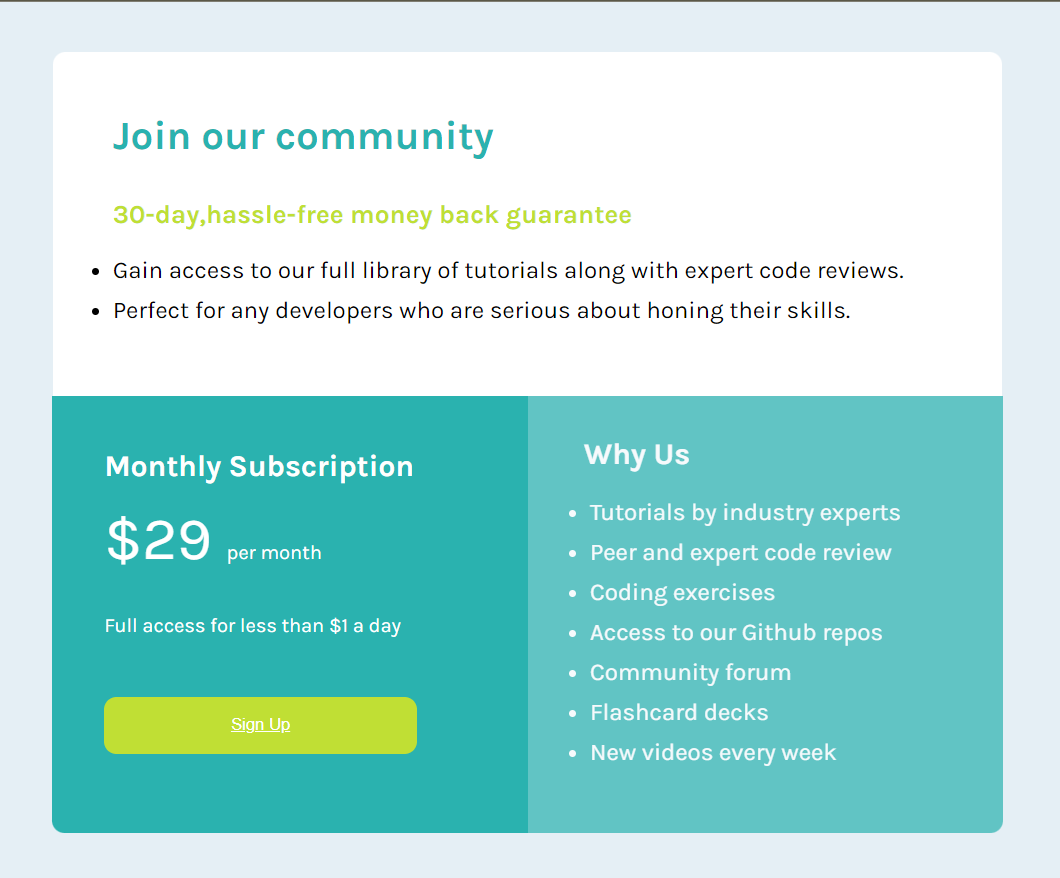 Join our community
30-day,hassle-free money back guarantee
• Gain access to our full library of tutorials along with expert code reviews.
• Perfect for any developers who are serious about honing their skills.
Monthly Subscription
$29 per month
Full access for less than $1 a day
Sign Up
Why Us
• Tutorials by industry experts
• Peer and expert code review
• Coding exercises
• Access to our Github repos
• Community forum
• Flashcard decks
• New videos every week